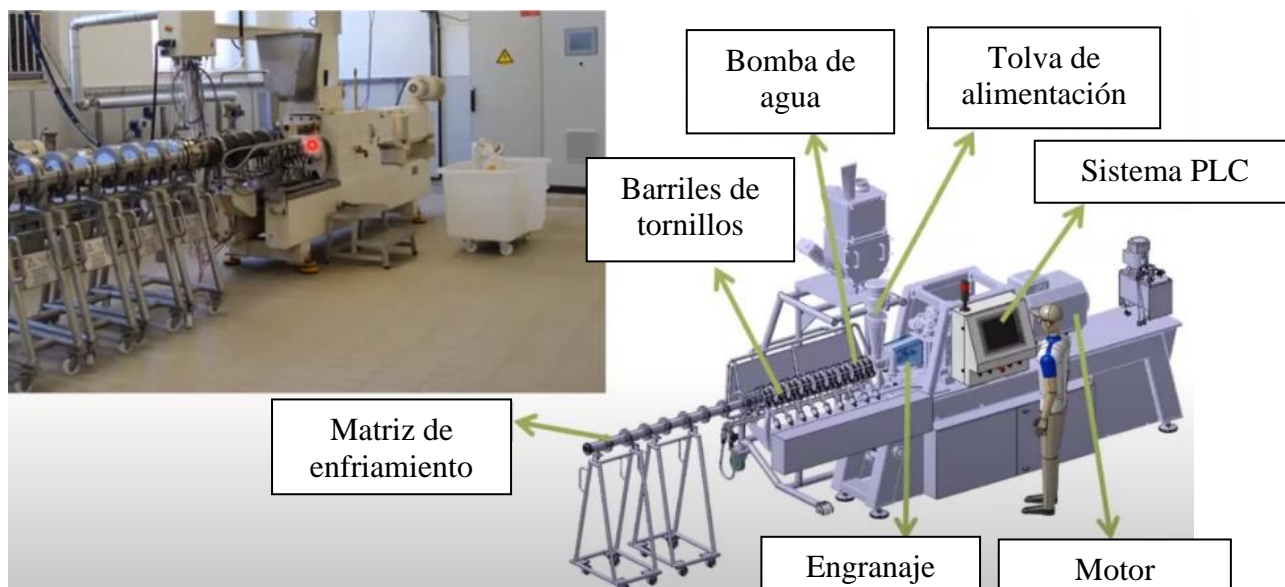 Bomba de
agua
Tolva de
alimentación
Sistema PLC
Barriles de
tornillos
Matriz de
enfriamiento
Engranaje
Motor